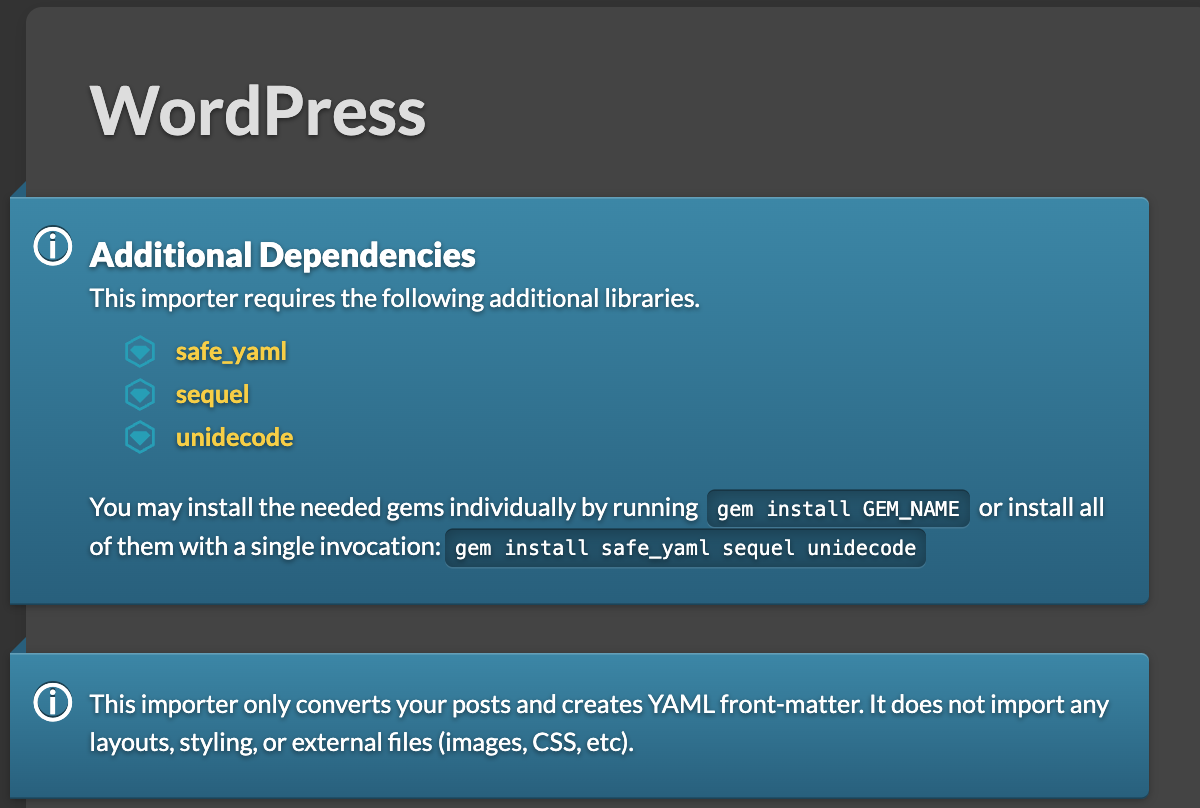 WordPress
Additional Dependencies
This importer requires the following additional libraries.
safe_yaml
sequel
unidecode
You may install the needed gems individually by running gem install GEM_NAME or install all
of them with a single invocation: gem install safe_yaml sequel unidecode
This importer only converts your posts and creates YAML front-matter. It does not import any
layouts, styling, or external files (images, CSS, etc).